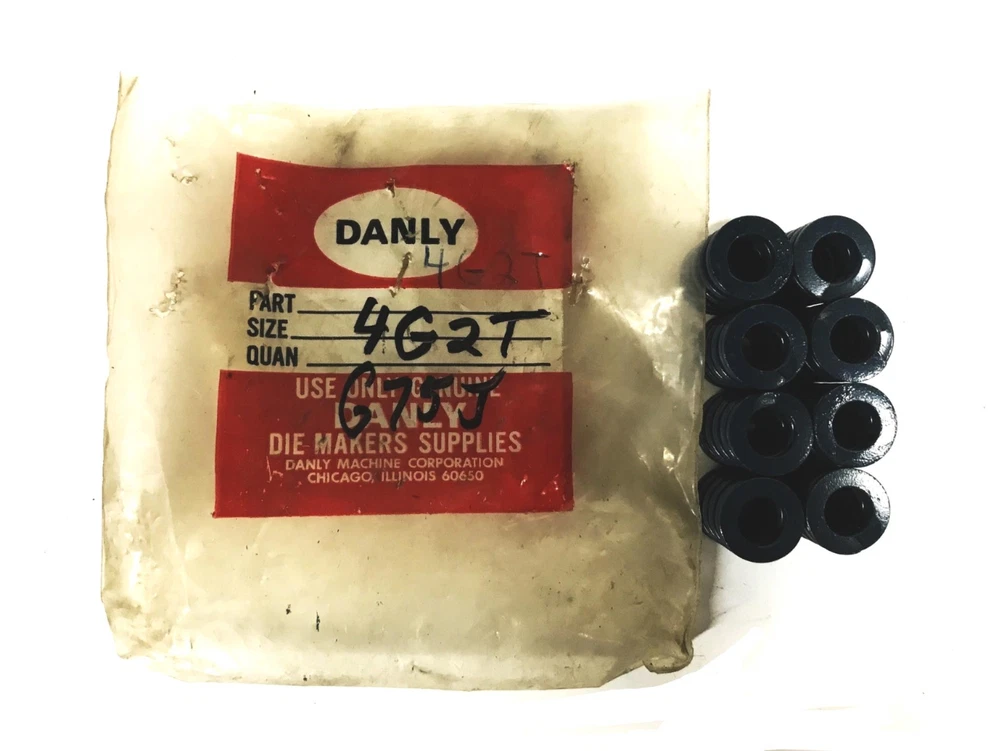 DANLY
4G2T
PART
SIZE 4G2T
QUAN
USE ONLY GENUINE
G75J
DANLY
DIE MAKERS SUPPLIES
DANLY MACHINE CORPORATION
CHICAGO, ILLINOIS 60650